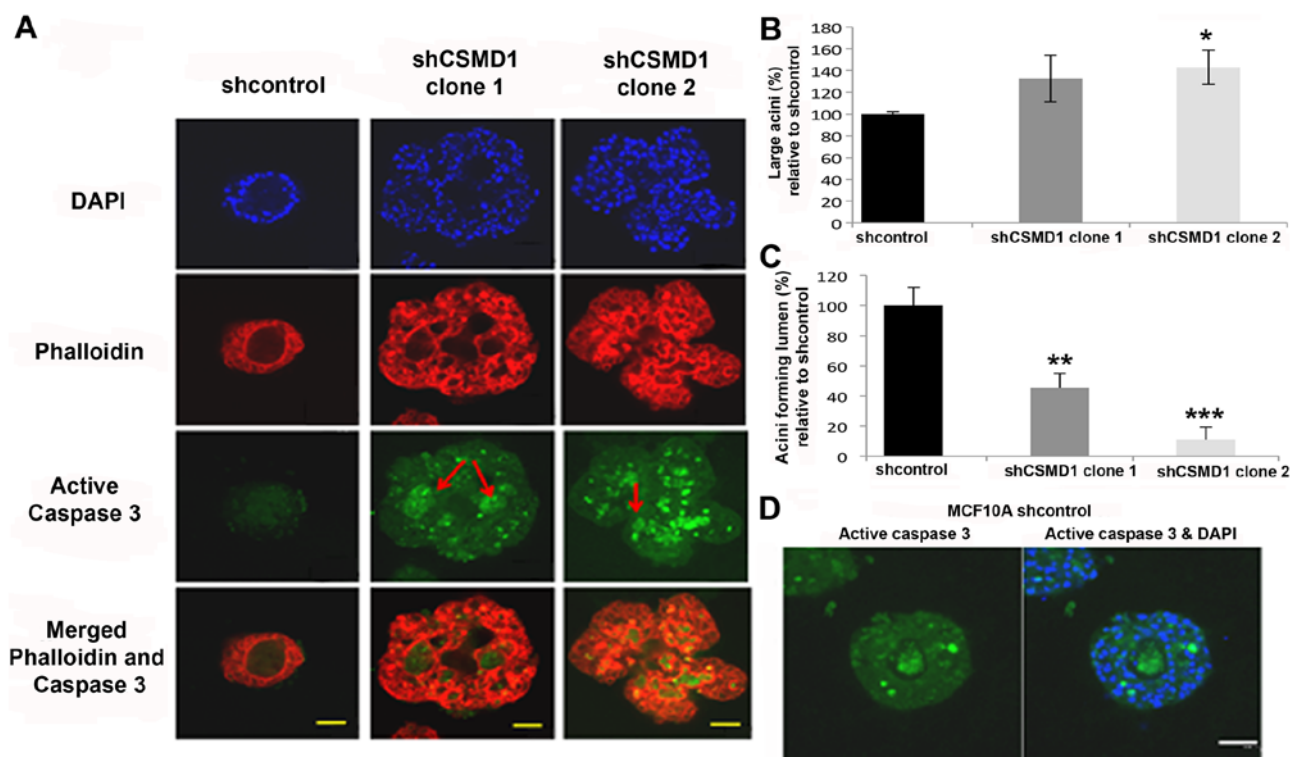 A
shcontrol
shCSMD1
clone 1
shCSMD1
clone 2
DAPI
Phalloidin
Active
Caspase 3
Merged
Phalloidin and
Caspase 3
B
Large acini (%)
relative to shcontrol
180
160
140
120
100
80
60
40
20
0
*
shcontrol
shCSMD1 clone 1
shCSMD1 clone 2
C
Acini forming lumen (%)
relative to shcontrol
120
100
80
60
40
20
0
**
***
shcontrol
shCSMD1 clone 1
shCSMD1 clone 2
D
MCF10A shcontrol
Active caspase 3
Active caspase 3 & DAPI